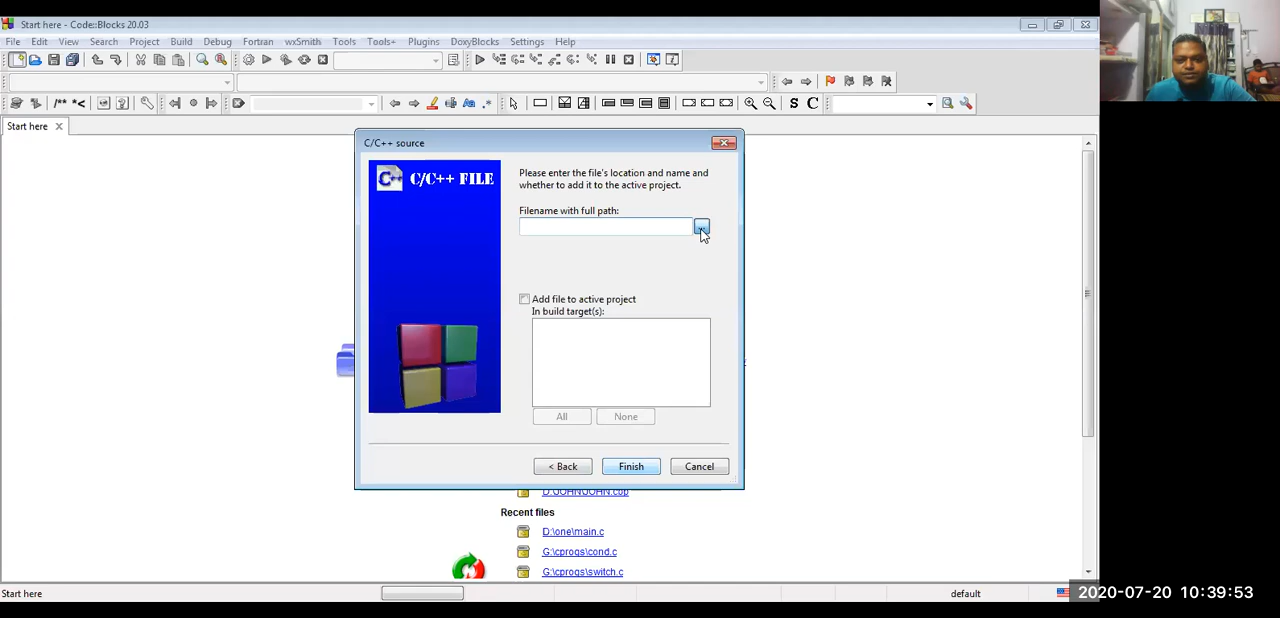 Start here - Code::Blocks 20.03
File Edit View Search Project Build Debug Fortran wxSmith Tools Tools+ Plugins DoxyBlocks Settings Help
/** *<
S C
Start here
C/C++ source
C/C++ FILE
Please enter the file's location and name and
whether to add it to the active project.
Filename with full path:
...
Add file to active project
In build target(s):
All None
< Back Finish Cancel
Recent files
D:\one\main.c
G:\cprogs\cond.c
G:\cprogs\switch.c
Start here default
2020-07-20 10:39:53